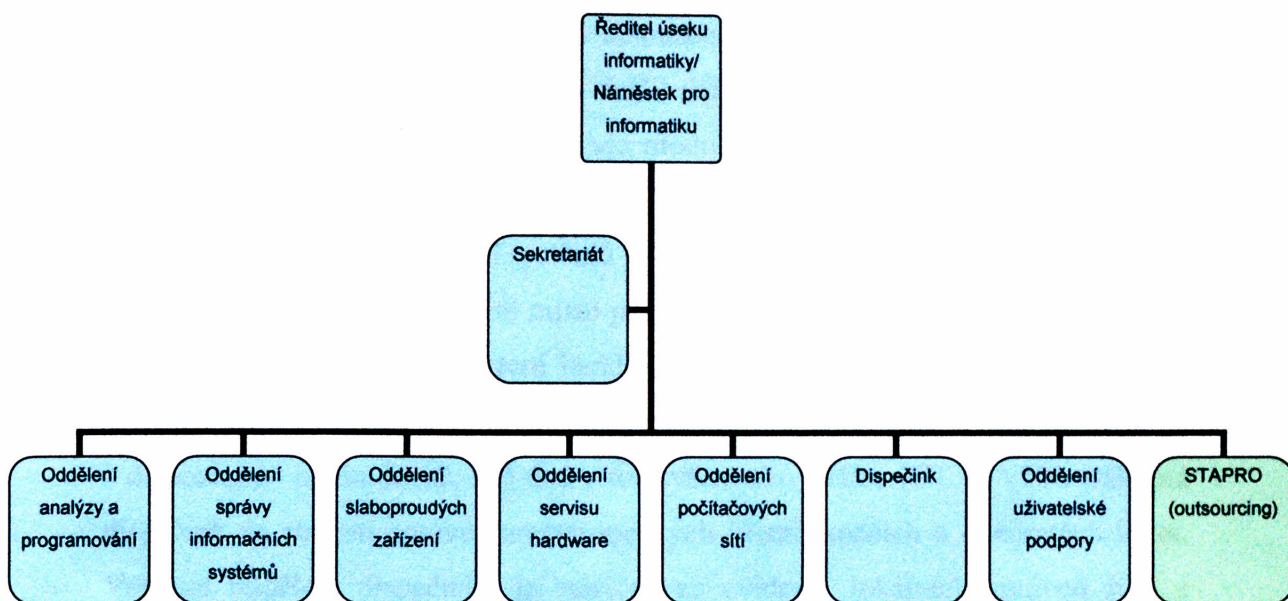 Ředitel úseku
informatiky/
Náměstek pro
informatiku
Sekretariát
Oddělení
analýzy a
programování
Oddělení
správy
informačních
systémů
Oddělení
slaboproudých
zařízení
Oddělení
servisu
hardware
Oddělení
počítačových
sítí
Dispečink
Oddělení
uživatelské
podpory
STAPRO
(outsourcing)